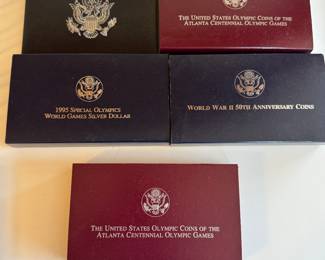 THE UNITED STATES OLYMPIC COINS OF THE
ATLANTA CENTENNIAL OLYMPIC GAMES
1995 SPECIAL OLYMPICS
WORLD GAMES SILVER DOLLAR
WORLD WAR II 50TH ANNIVERSARY COINS
THE UNITED STATES OLYMPIC COINS OF THE
ATLANTA CENTENNIAL OLYMPIC GAMES